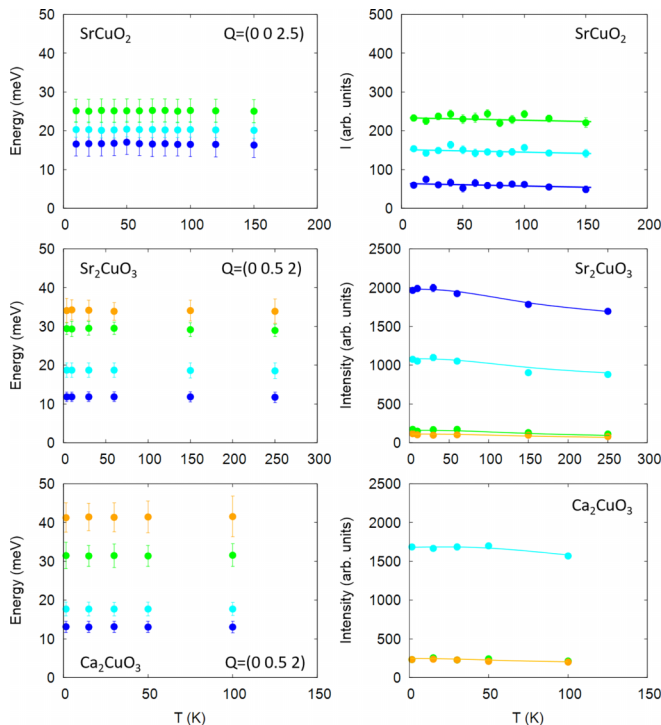 50
SrCuO2 Q=(0 0 2.5)
40
30
20
10
0
0 50 100 150 200
Energy (meV)
500
SrCuO2
400
300
200
100
0
0 50 100 150 200
I (arb. units)
50
Sr2CuO3 Q=(0 0.5 2)
40
30
20
10
0
0 50 100 150 200 250 300
Energy (meV)
2500
Sr2CuO3
2000
1500
1000
500
0
0 50 100 150 200 250 300
Intensity (arb. units)
50
40
30
20
10
Ca2CuO3 Q=(0 0.5 2)
0
0 50 100 150
Energy (meV)
T (K)
2500
Ca2CuO3
2000
1500
1000
500
0
0 50 100 150
Intensity (arb. units)
T (K)